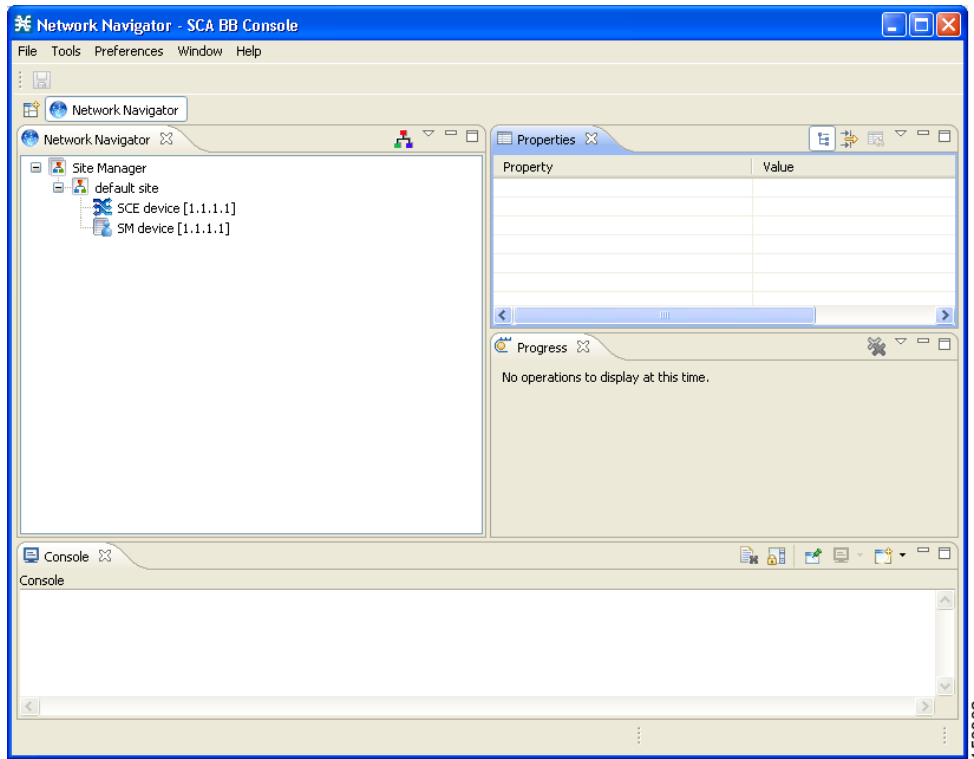 Network Navigator - SCA BB Console
File Tools Preferences Window Help
Network Navigator
Network Navigator
Site Manager
default site
SCE device [1.1.1.1]
SM device [1.1.1.1]
Properties
Property Value
Progress
No operations to display at this time.
Console
Console